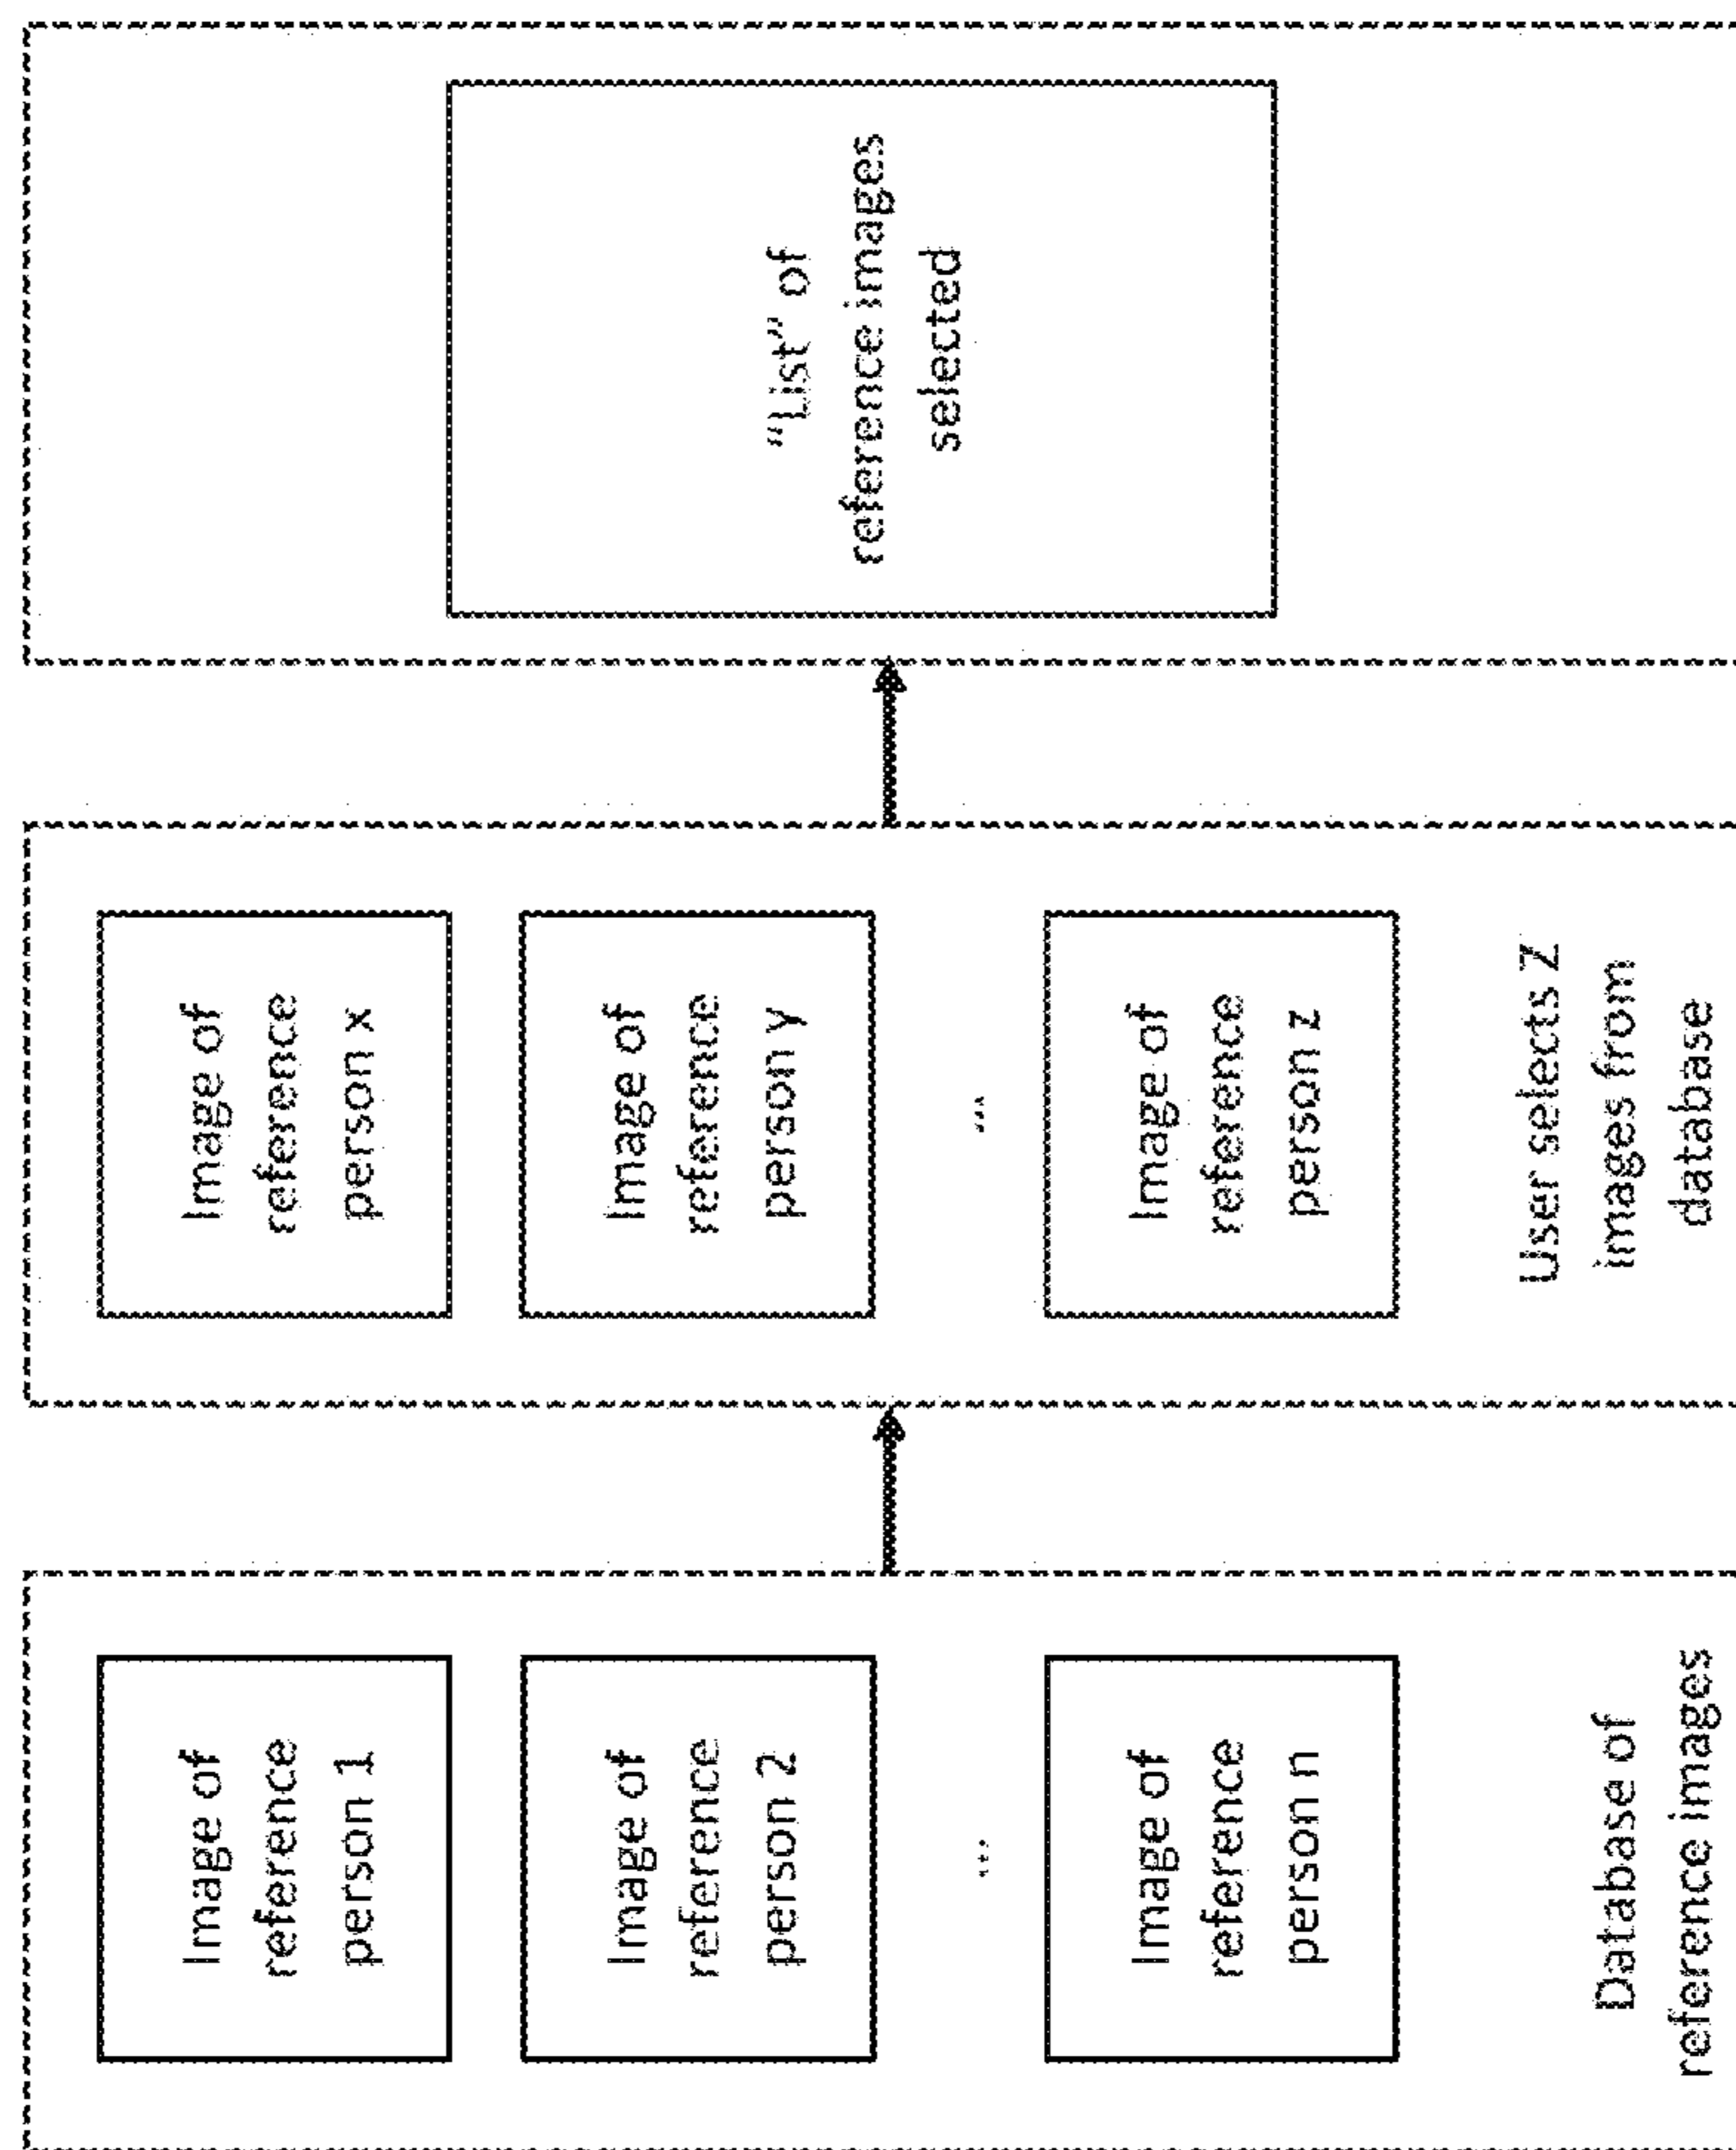 Image of
reference
person 1
Image of
reference
person 2
...
Image of
reference
person n
Database of
reference images
Image of
reference
person x
Image of
reference
person y
...
Image of
reference
person z
User selects Z
images from
database
"List" of
reference images
selected